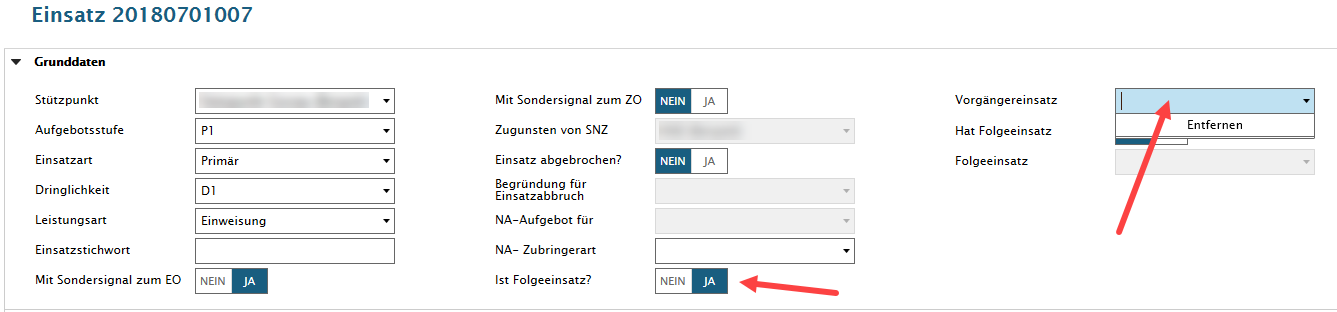 Einsatz 20180701007
Grunddaten
Stützpunkt
Aufgebotsstufe P1
Einsatzart Primär
Dringlichkeit D1
Leistungsart Einweisung
Einsatzstichwort
Mit Sondersignal zum EO NEIN JA
Mit Sondersignal zum ZO NEIN JA
Zugunsten von SNZ
Einsatz abgebrochen? NEIN JA
Begründung für
Einsatzabbruch
NA-Aufgebot für
NA- Zubringerart
Ist Folgeeinsatz? NEIN JA
Vorgängereinsatz
Entfernen
Hat Folgeeinsatz
Folgeeinsatz